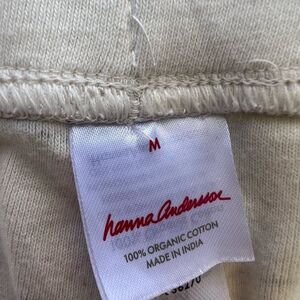 M
hanna Andersson
100% ORGANIC COTTON
MADE IN INDIA